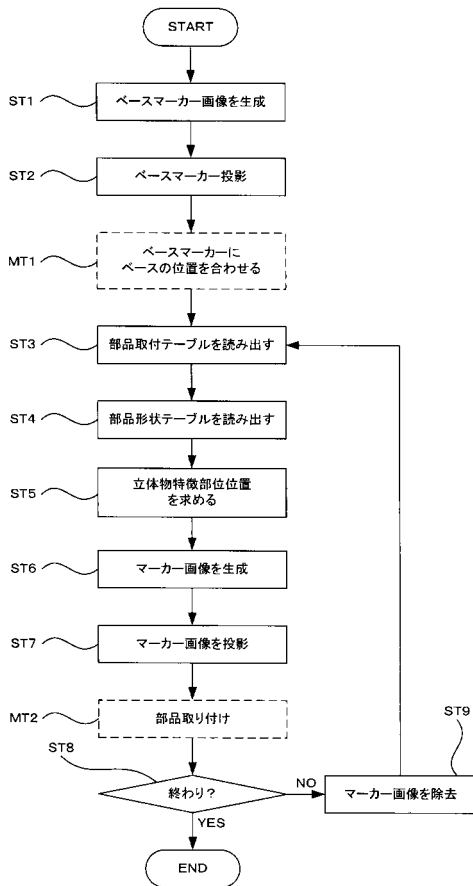 START
ST1
ベースマーカー画像を生成
ST2
ベースマーカー投影
MT1
ベースマーカーに
ベースの位置を合わせる
ST3
部品取付テーブルを読み出す
ST4
部品形状テーブルを読み出す
ST5
立体物特徴部位位置
を求める
ST6
マーカー画像を生成
ST7
マーカー画像を投影
MT2
部品取り付け
ST8
終わり?
NO
ST9
マーカー画像を除去
YES
END